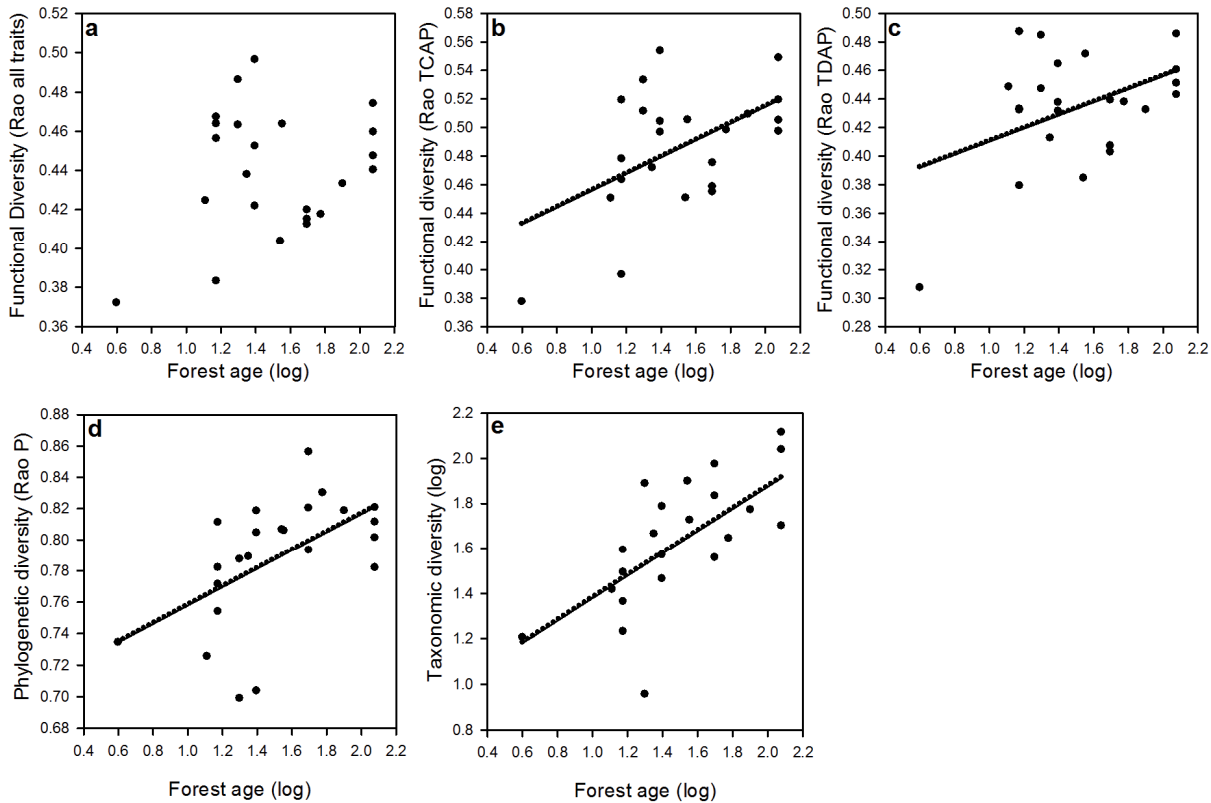 a
Functional Diversity (Rao all traits)
0.52
0.50
0.48
0.46
0.44
0.42
0.40
0.38
0.36
0.4 0.6 0.8 1.0 1.2 1.4 1.6 1.8 2.0 2.2
Forest age (log)
b
Functional diversity (Rao TCAP)
0.58
0.56
0.54
0.52
0.50
0.48
0.46
0.44
0.42
0.40
0.38
0.36
0.4 0.6 0.8 1.0 1.2 1.4 1.6 1.8 2.0 2.2
Forest age (log)
c
Functional diversity (Rao TDAP)
0.50
0.48
0.46
0.44
0.42
0.40
0.38
0.36
0.34
0.32
0.30
0.28
0.4 0.6 0.8 1.0 1.2 1.4 1.6 1.8 2.0 2.2
Forest age (log)
d
Phylogenetic diversity (Rao P)
0.88
0.86
0.84
0.82
0.80
0.78
0.76
0.74
0.72
0.70
0.68
0.4 0.6 0.8 1.0 1.2 1.4 1.6 1.8 2.0 2.2
Forest age (log)
e
Taxonomic diversity (log)
2.2
2.0
1.8
1.6
1.4
1.2
1.0
0.8
0.4 0.6 0.8 1.0 1.2 1.4 1.6 1.8 2.0 2.2
Forest age (log)